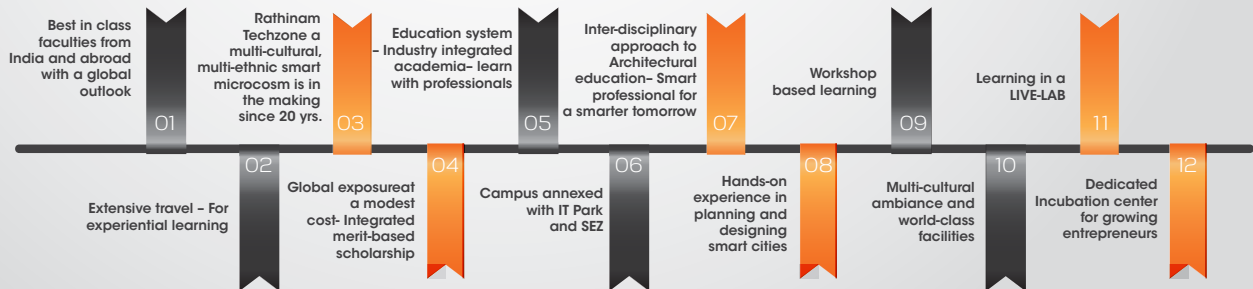 Best in class
faculties from
India and abroad
with a global
outlook
01
Extensive travel – For
experiential learning
02
Rathinam
Techzone a
multi-cultural,
multi-ethnic smart
microcosm is in
the making
since 20 yrs.
03
Global exposureat
a modest
cost- Integrated
merit-based
scholarship
04
Education system
– Industry integrated
academia– learn
with professionals
05
Campus annexed
with IT Park
and SEZ
06
Inter-disciplinary
approach to
Architectural
education– Smart
professional for
a smarter tomorrow
07
Hands-on
experience in
planning and
designing
smart cities
08
Workshop
based learning
09
Multi-cultural
ambiance and
world-class
facilities
10
Learning in a
LIVE-LAB
11
Dedicated
Incubation center
for growing
entrepreneurs
12